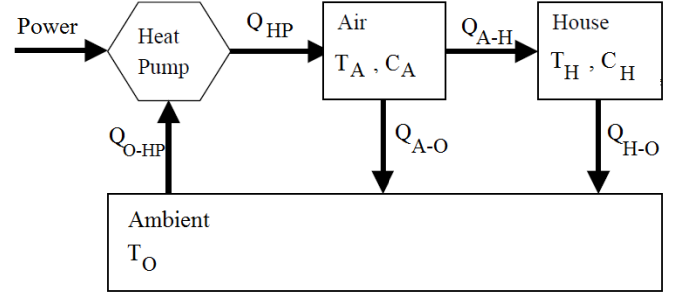 Power
Heat
Pump
Q HP
Air
T A , C A
Q A-H
House
T H , C H
Q O-HP
Q A-O
Q H-O
Ambient
T O